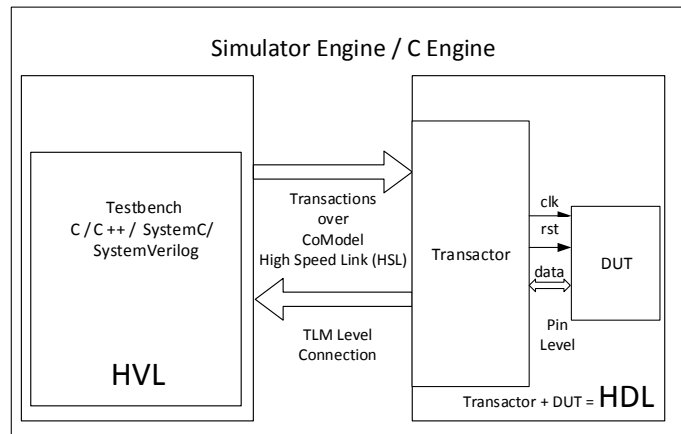 Simulator Engine / C Engine
Testbench
C / C ++ / SystemC/
SystemVerilog
HVL
Transactions
over
CoModel
High Speed Link (HSL)
TLM Level
Connection
Transactor
clk
rst
data
Pin
Level
DUT
Transactor + DUT = HDL